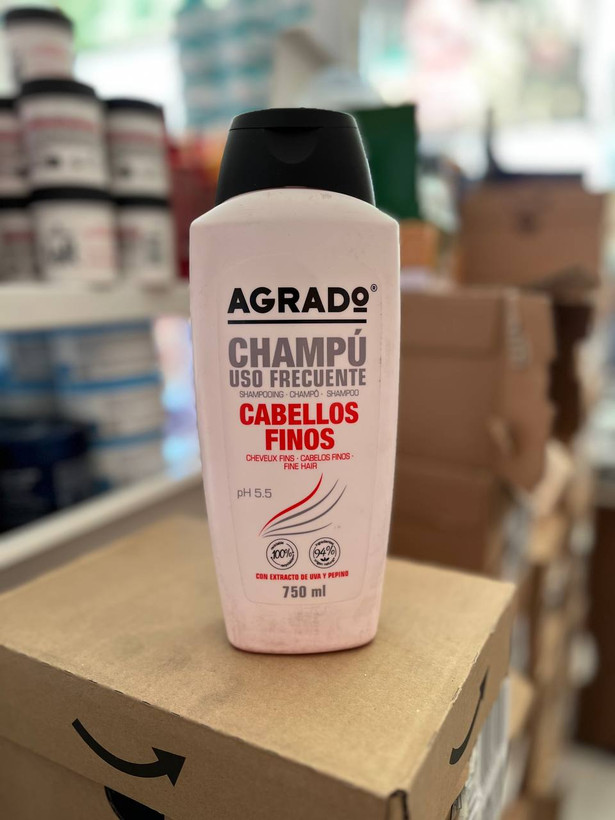 AGRADO®
CHAMPÚ
USO FRECUENTE
SHAMPOOING - CHAMPÔ - SHAMPOO
CABELLOS
FINOS
CHEVEUX FINS - CABELOS FINOS -
FINE HAIR
pH 5.5
100%
94%
CON EXTRACTO DE UVA Y PEPINO
750 ml